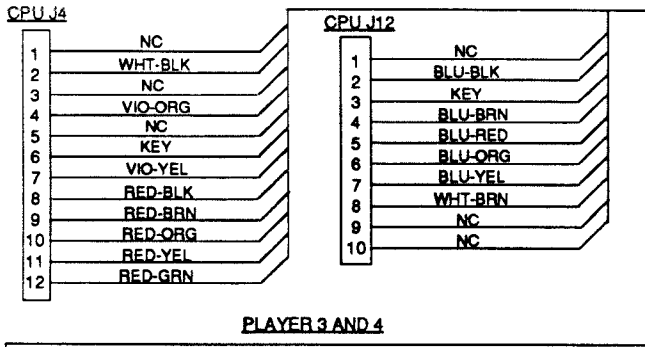 CPU J4
1 NC
2 WHT-BLK
3 NC
4 VIO-ORG
5 NC
6 KEY
7 VIO-YEL
8 RED-BLK
9 RED-BRN
10 RED-ORG
11 RED-YEL
12 RED-GRN
CPU J12
1 NC
2 BLU-BLK
3 KEY
4 BLU-BRN
5 BLU-RED
6 BLU-ORG
7 BLU-YEL
8 WHT-BRN
9 NC
10 NC
PLAYER 3 AND 4